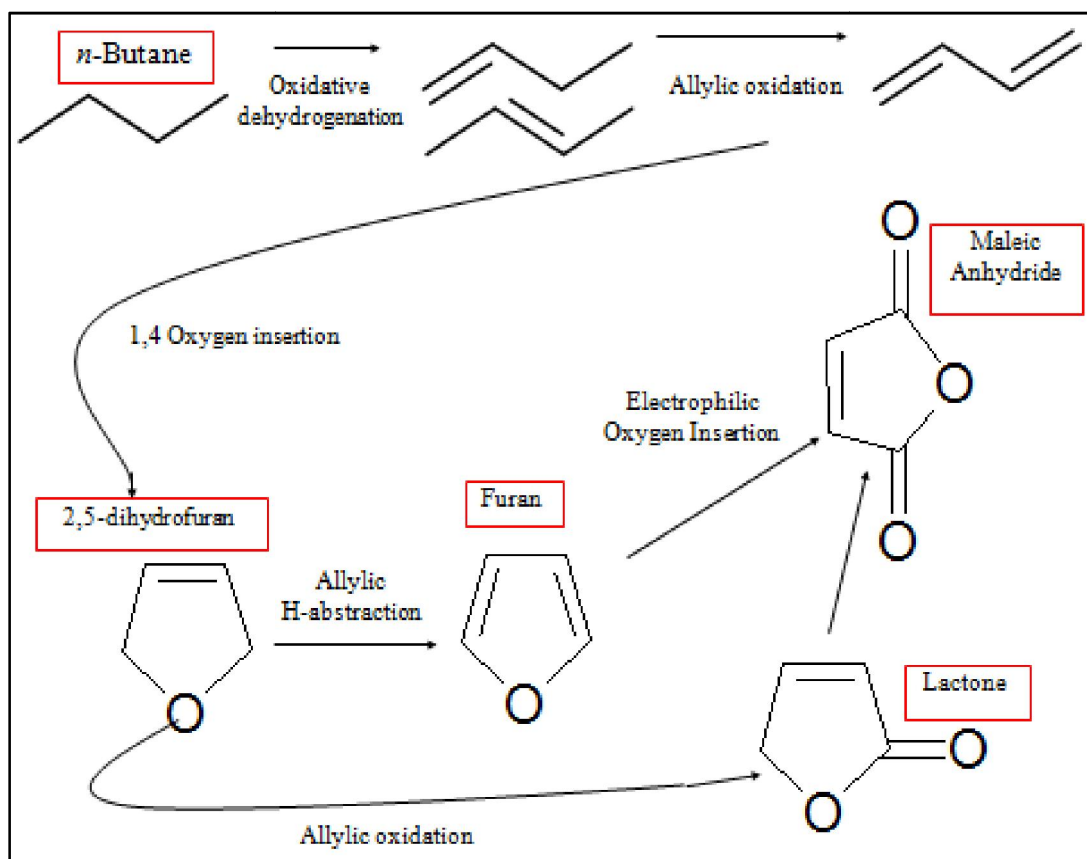 n-Butane
Oxidative
dehydrogenation
Allylic oxidation
O
Maleic
Anhydride
1,4 Oxygen insertion
O
Electrophilic
Oxygen Insertion
2,5-dihydrofuran
Furan
O
Allylic
H-abstraction
O
O
Lactone
O
O
Allylic oxidation